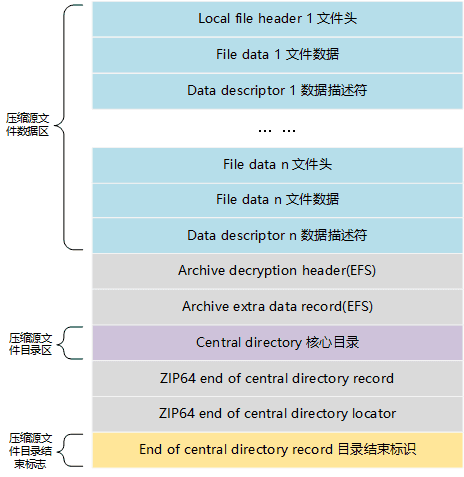 Local file header 1 文件头
File data 1 文件数据
Data descriptor 1 数据描述符
压缩源文
件数据区
... ...
File data n 文件头
File data n 文件数据
Data descriptor n 数据描述符
Archive decryption header(EFS)
Archive extra data record(EFS)
压缩源文
件目录区
Central directory 核心目录
ZIP64 end of central directory record
ZIP64 end of central directory locator
压缩源文
件目录结
束标志
End of central directory record 目录结束标识